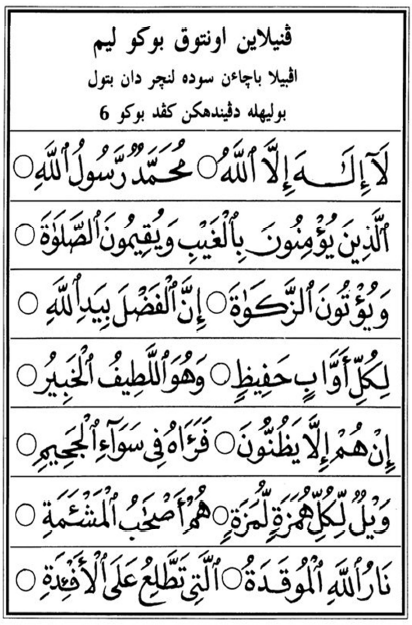 ڤنيلاين اونتوق بوكو ليم
اڤبيلا باچاءن سوده لنچر دان بتول
بوليهله دڤيندهكن كڤد بوكو 6
لَآ إِلَٰهَ إِلَّا ٱللَّهُ ○ مُحَمَّدٌ رَّسُولُ ٱللَّهِ ○
ٱلَّذِينَ يُؤْمِنُونَ بِٱلْغَيْبِ وَيُقِيمُونَ ٱلصَّلَوٰةَ ○
وَيُؤْتُونَ ٱلزَّكَوٰةَ ○ إِنَّ ٱلْفَضْلَ بِيَدِ ٱللَّهِ ○
لِكُلِّ أَوَّابٍ حَفِيظٍ ○ وَهُوَ ٱللَّطِيفُ ٱلْخَبِيرُ ○
إِنْ هُمْ إِلَّا يَظُنُّونَ ○ فَرَءَاهُ فِى سَوَآءِ ٱلْجَحِيمِ ○
وَيْلٌ لِّكُلِّ هُمَزَةٍ لُّمَزَةٍ ○ هُمْ أَصْحَٰبُ ٱلْمَشْـَٔمَةِ ○
نَارُ ٱللَّهِ ٱلْمُوقَدَةُ ○ ٱلَّتِى تَطَّلِعُ عَلَى ٱلْأَفْـِٔدَةِ ○